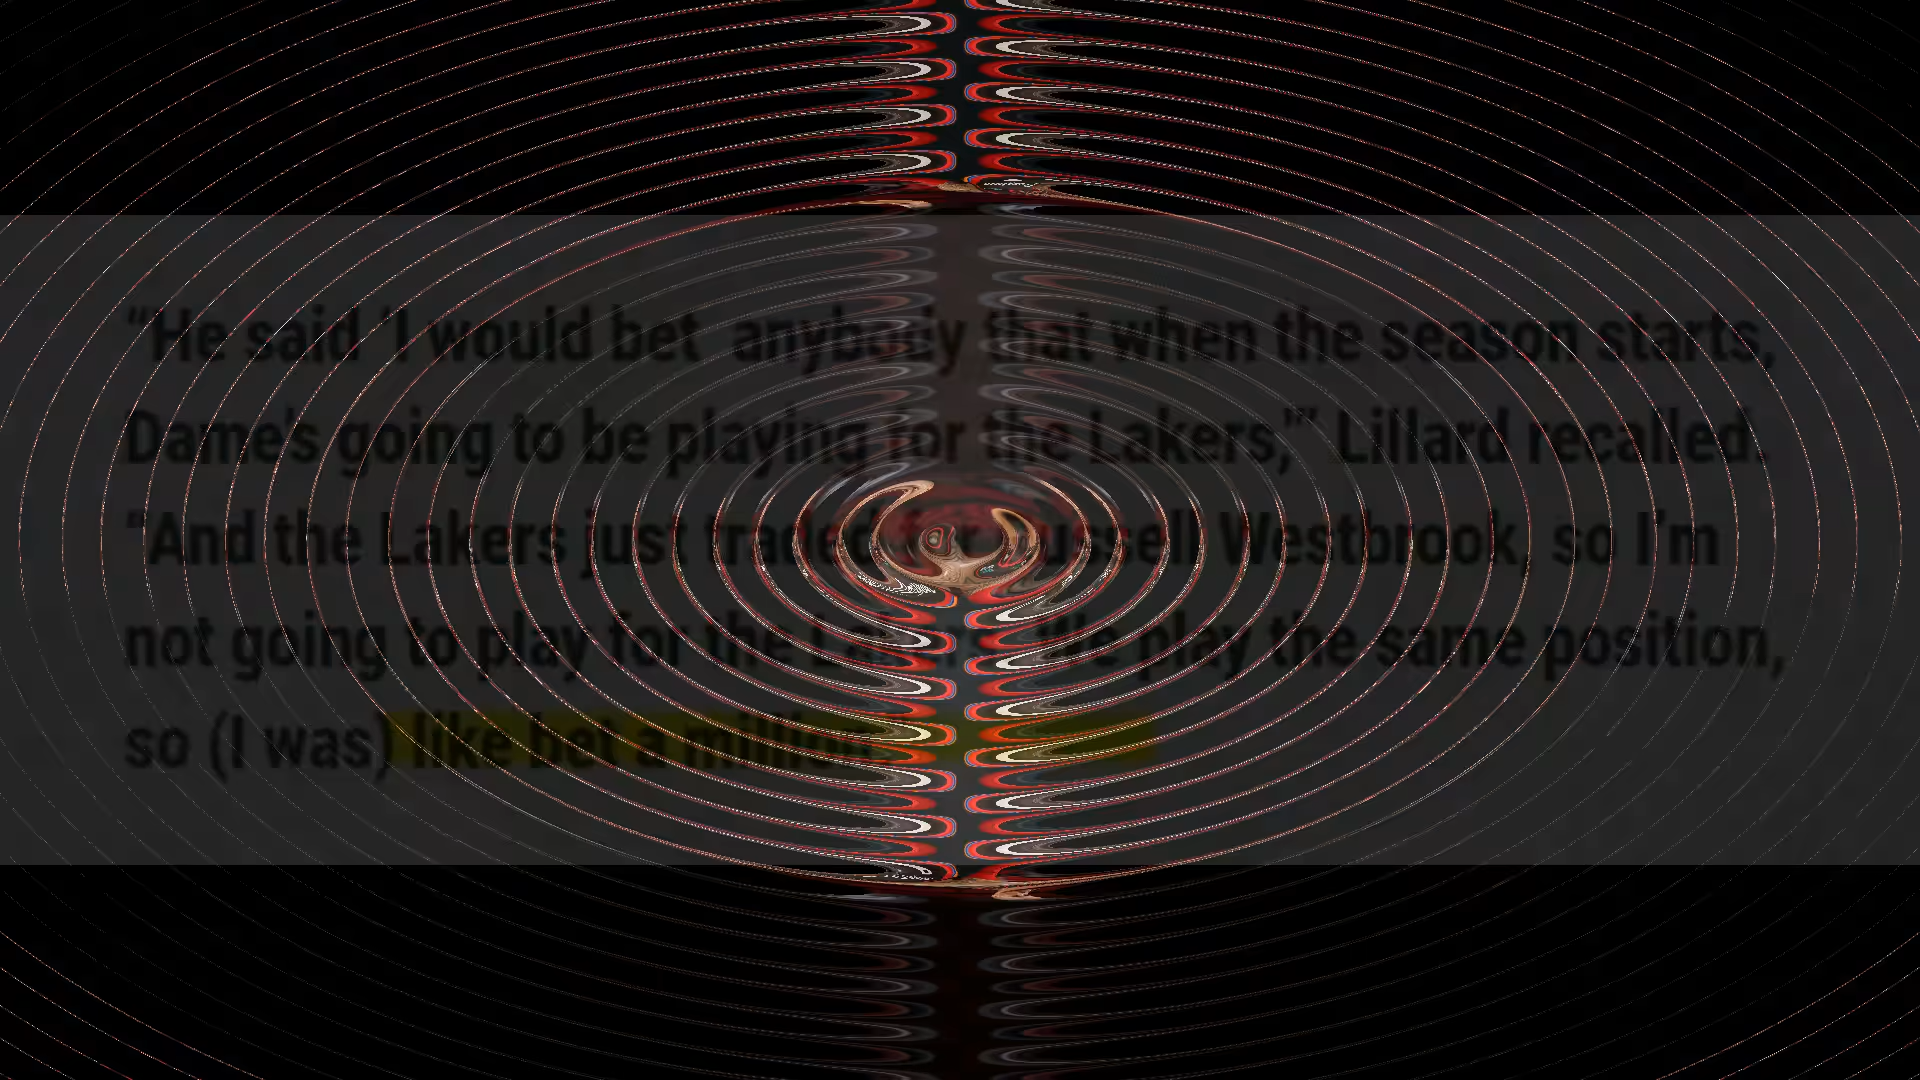 “He said ‘I would bet anybody that when the season starts,
Dame's going to be playing for the Lakers,’” Lillard recalled.
"And the Lakers just traded for Russell Westbrook, so I'm
not going to play for the Lakers. We play the same position,
so (I was) like bet a million.